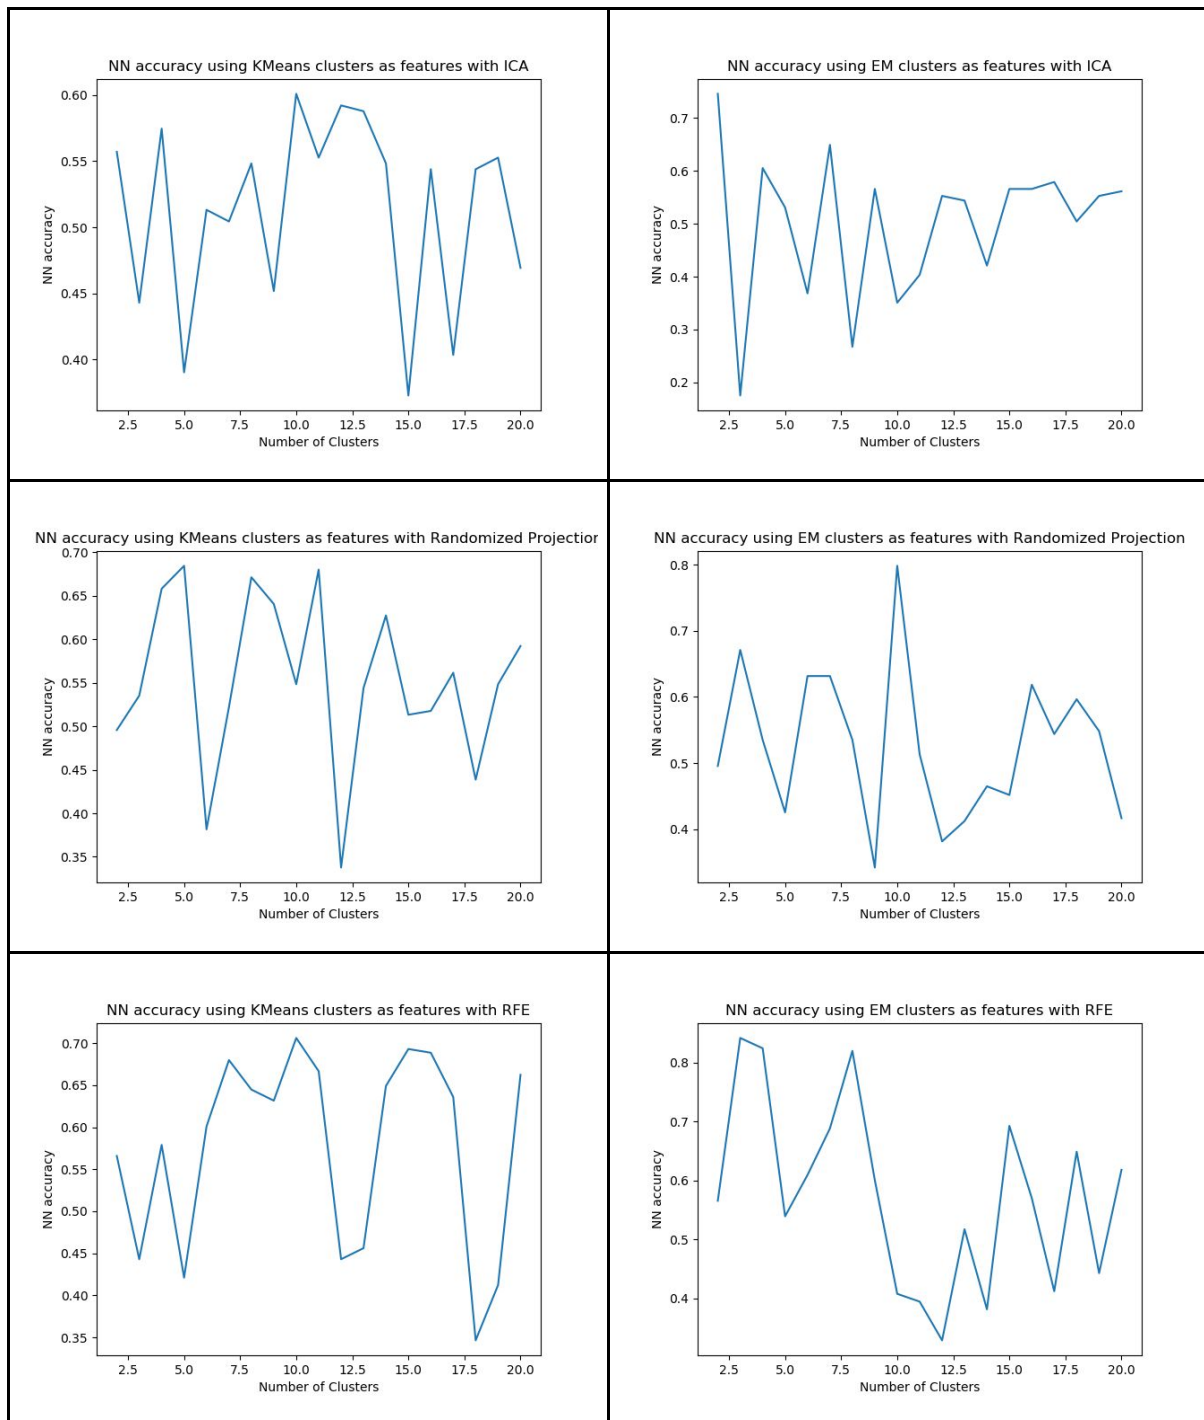 NN accuracy using KMeans clusters as features with ICA
0.60
0.55
0.50
0.45
0.40
NN accuracy
2.5 5.0 7.5 10.0 12.5 15.0 17.5 20.0
Number of Clusters
NN accuracy using EM clusters as features with ICA
0.7
0.6
0.5
0.4
0.3
0.2
NN accuracy
2.5 5.0 7.5 10.0 12.5 15.0 17.5 20.0
Number of Clusters
NN accuracy using KMeans clusters as features with Randomized Projection
0.70
0.65
0.60
0.55
0.50
0.45
0.40
0.35
NN accuracy
2.5 5.0 7.5 10.0 12.5 15.0 17.5 20.0
Number of Clusters
NN accuracy using EM clusters as features with Randomized Projection
0.8
0.7
0.6
0.5
0.4
NN accuracy
2.5 5.0 7.5 10.0 12.5 15.0 17.5 20.0
Number of Clusters
NN accuracy using KMeans clusters as features with RFE
0.70
0.65
0.60
0.55
0.50
0.45
0.40
0.35
NN accuracy
2.5 5.0 7.5 10.0 12.5 15.0 17.5 20.0
Number of Clusters
NN accuracy using EM clusters as features with RFE
0.8
0.7
0.6
0.5
0.4
NN accuracy
2.5 5.0 7.5 10.0 12.5 15.0 17.5 20.0
Number of Clusters